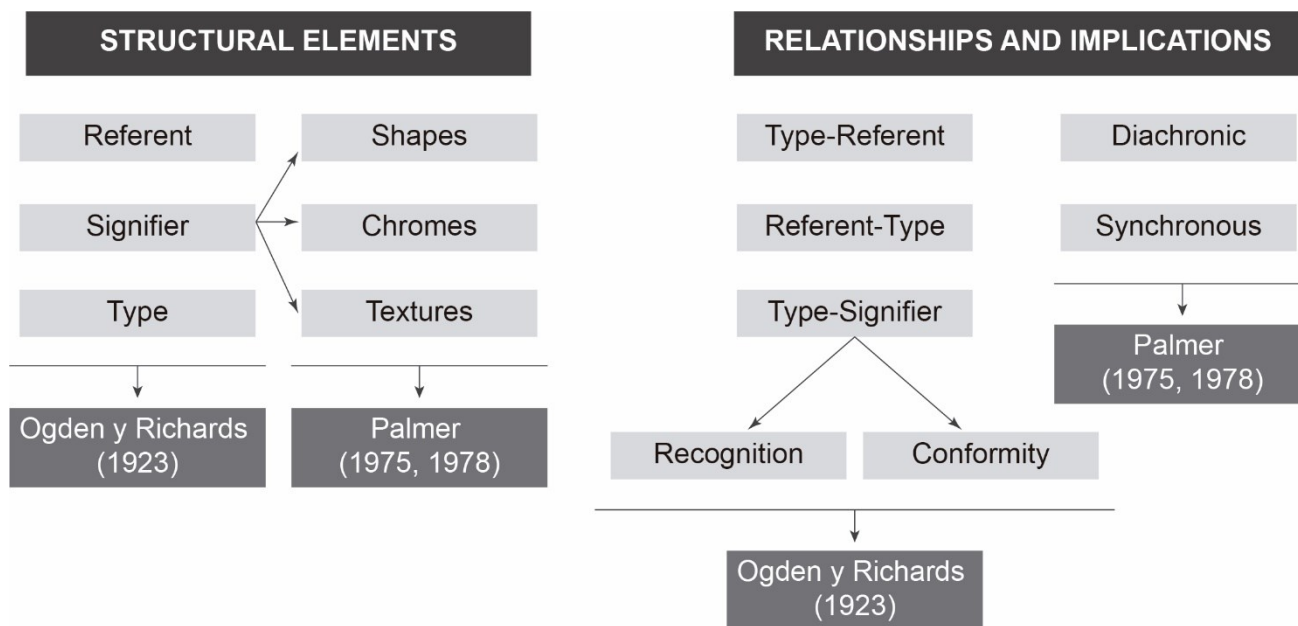 STRUCTURAL ELEMENTS
Referent
Shapes
Signifier
Chromes
Type
Textures
Ogden y Richards
(1923)
Palmer
(1975, 1978)
RELATIONSHIPS AND IMPLICATIONS
Type-Referent
Diachronic
Referent-Type
Synchronous
Type-Signifier
Palmer
(1975, 1978)
Recognition
Conformity
Ogden y Richards
(1923)